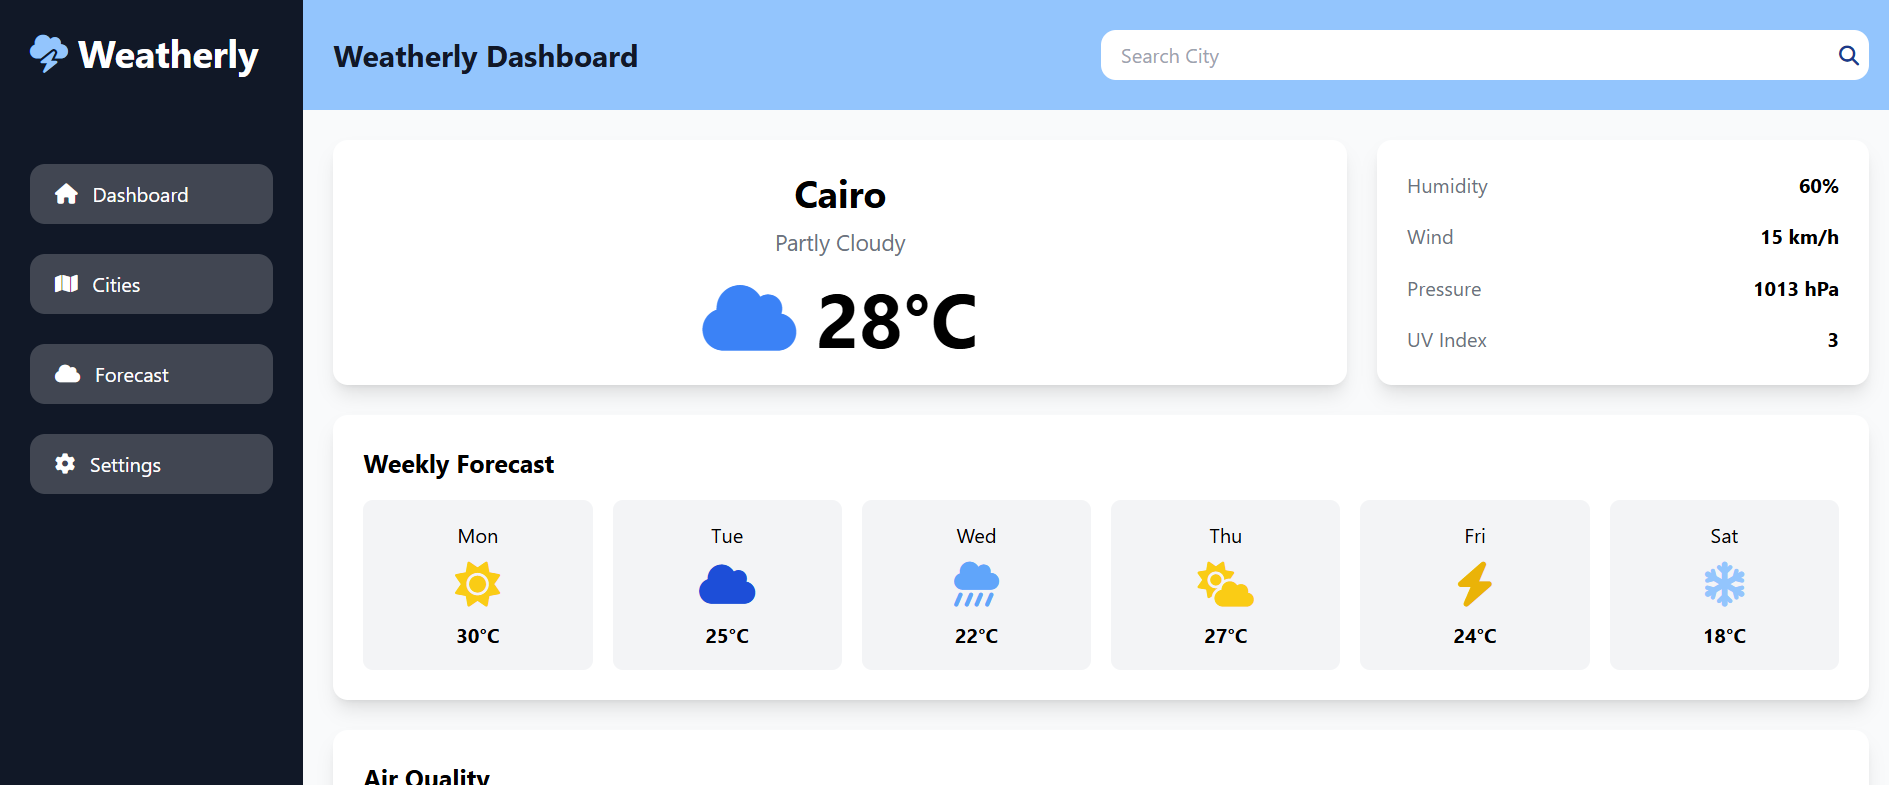 Weatherly
Dashboard
Cities
Forecast
Settings
Weatherly Dashboard
Search City
Cairo
Partly Cloudy
28°C
Humidity 60%
Wind 15 km/h
Pressure 1013 hPa
UV Index 3
Weekly Forecast
Mon Tue Wed Thu Fri Sat
30°C 25°C 22°C 27°C 24°C 18°C
Air Quality